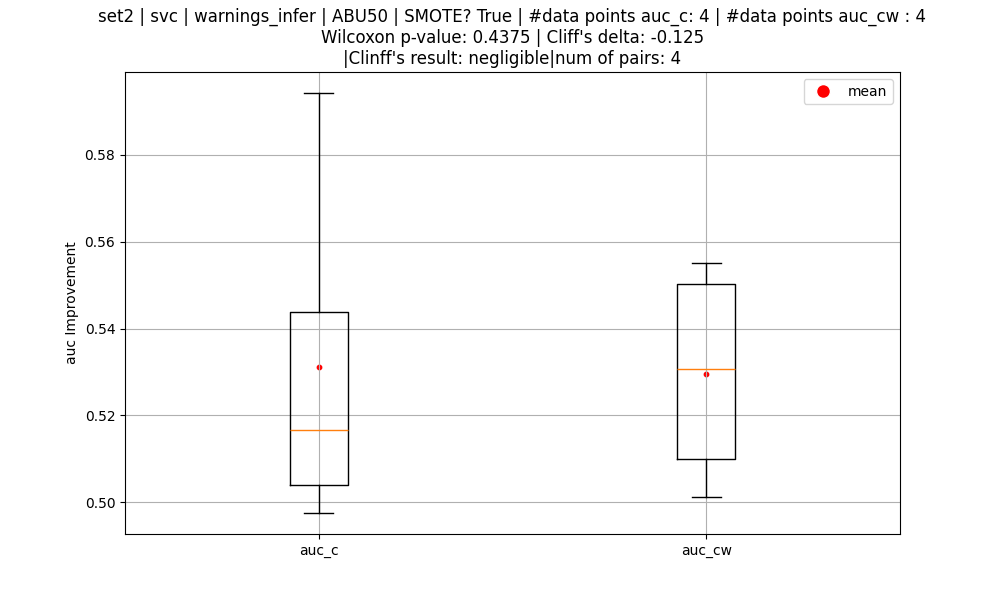 set2 | svc | warnings_infer | ABU50 | SMOTE? True | #data points auc_c: 4 | #data points auc_cw : 4
Wilcoxon p-value: 0.4375 | Cliff's delta: -0.125
|Clinff's result: negligible|num of pairs: 4
mean
0.58
0.56
0.54
0.52
0.50
auc Improvement
auc_c
auc_cw